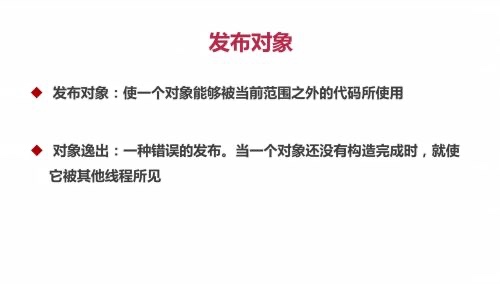 发布对象
发布对象：使一个对象能够被当前范围之外的代码所使用
对象逸出：一种错误的发布。当一个对象还没有构造完成时，就使
它被其他线程所见